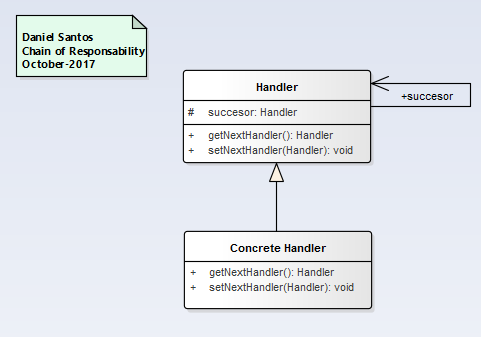 Daniel Santos
Chain of Responsability
October-2017
Handler
+succesor
# succesor: Handler
+ getNextHandler(): Handler
+ setNextHandler(Handler): void
Concrete Handler
+ getNextHandler(): Handler
+ setNextHandler(Handler): void